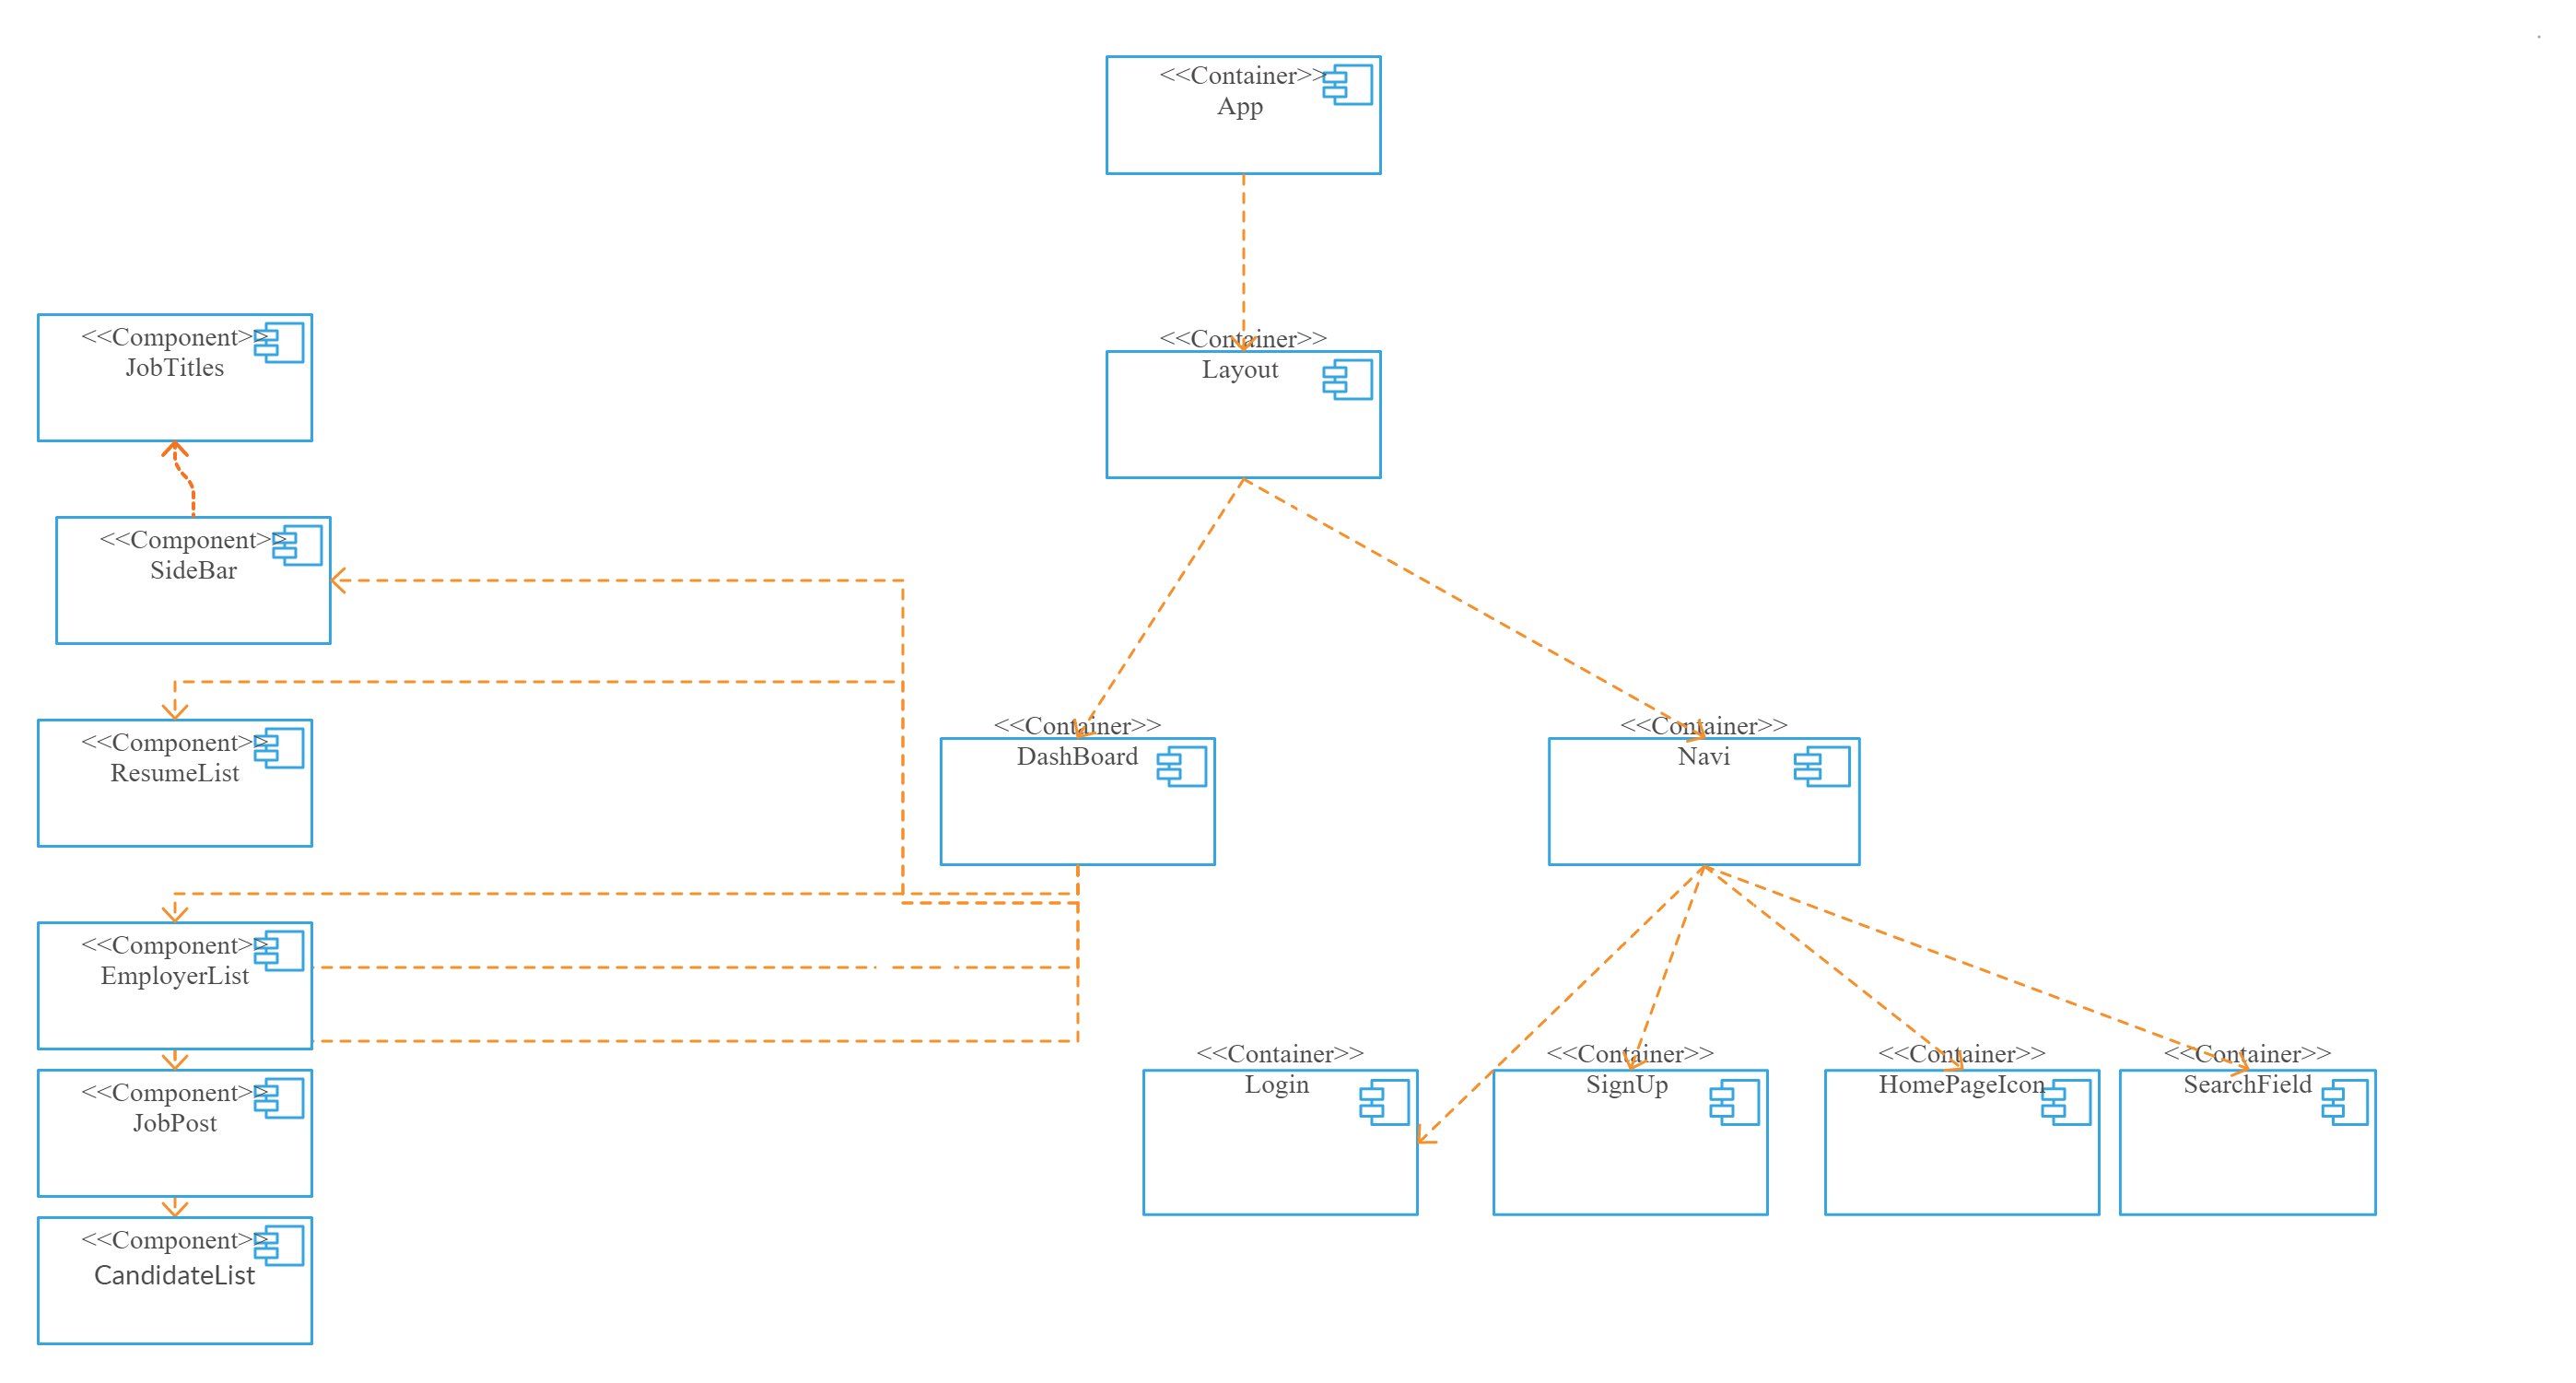 <<Container>>
App
<<Container>>
Layout
<<Component>>
JobTitles
<<Component>>
SideBar
<<Component>>
ResumeList
<<Container>>
DashBoard
<<Container>>
Navi
<<Component>>
EmployerList
<<Component>>
JobPost
<<Component>>
CandidateList
<<Container>>
Login
<<Container>>
SignUp
<<Container>>
HomePageIcon
<<Container>>
SearchField